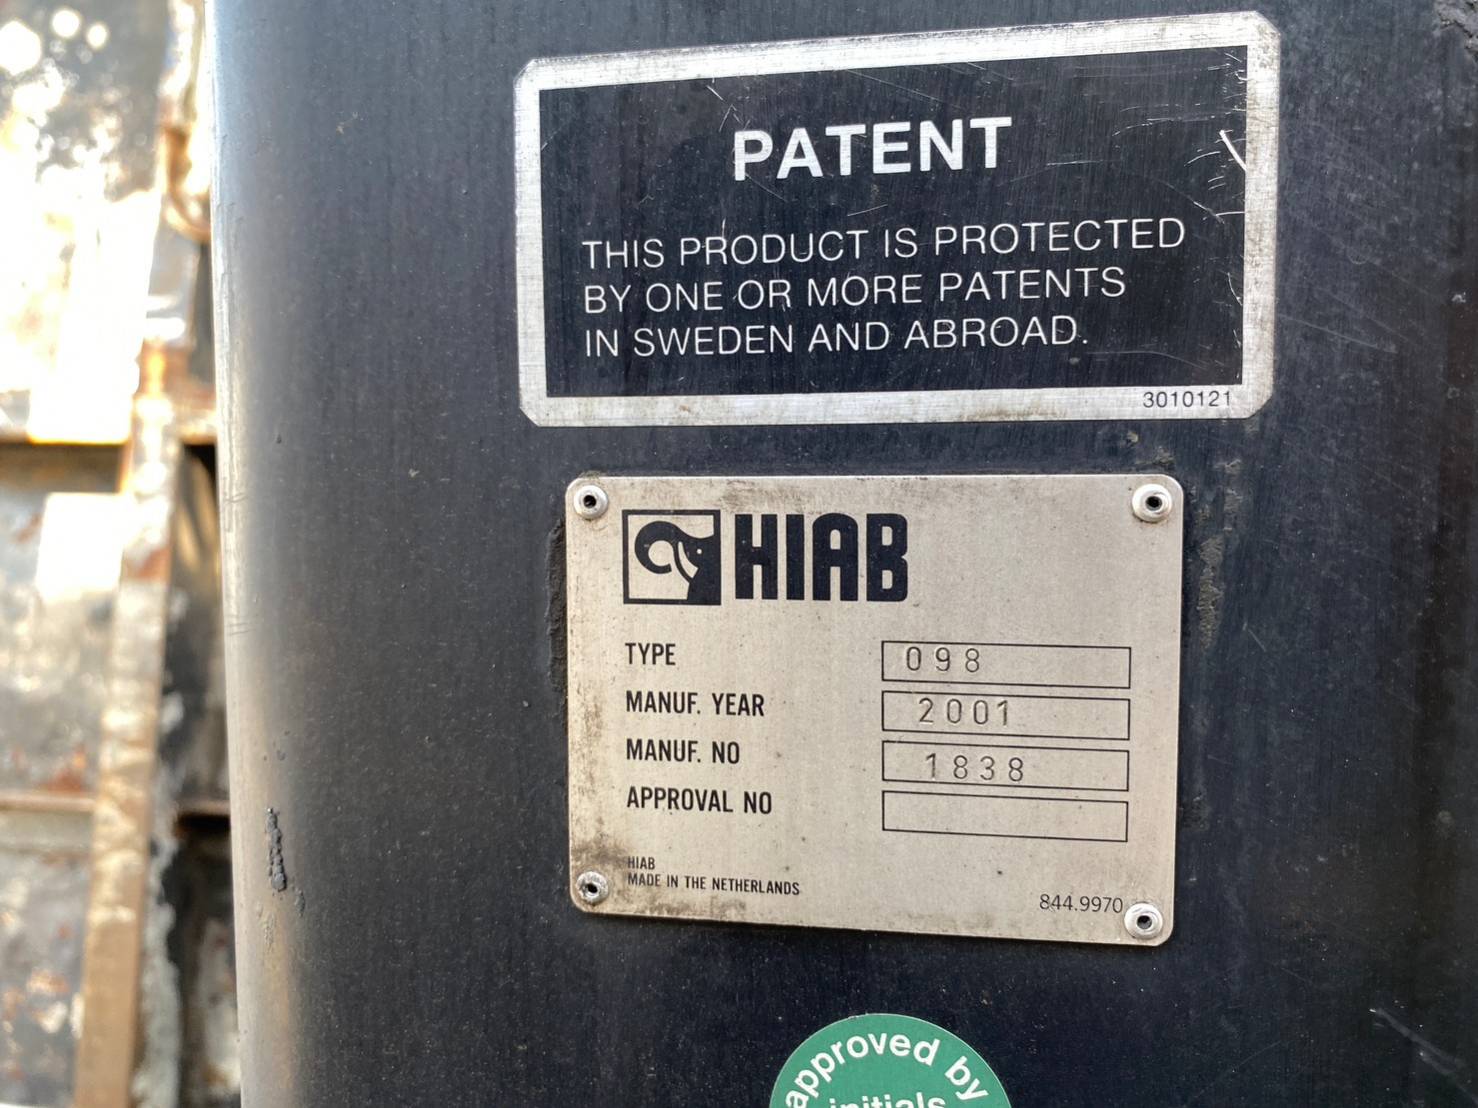 PATENT
THIS PRODUCT IS PROTECTED
BY ONE OR MORE PATENTS
IN SWEDEN AND ABROAD.
3010121
HIAB
TYPE 098
MANUF. YEAR 2001
MANUF. NO 1838
APPROVAL NO
HIAB
MADE IN THE NETHERLANDS
844.9970
approved by
initials